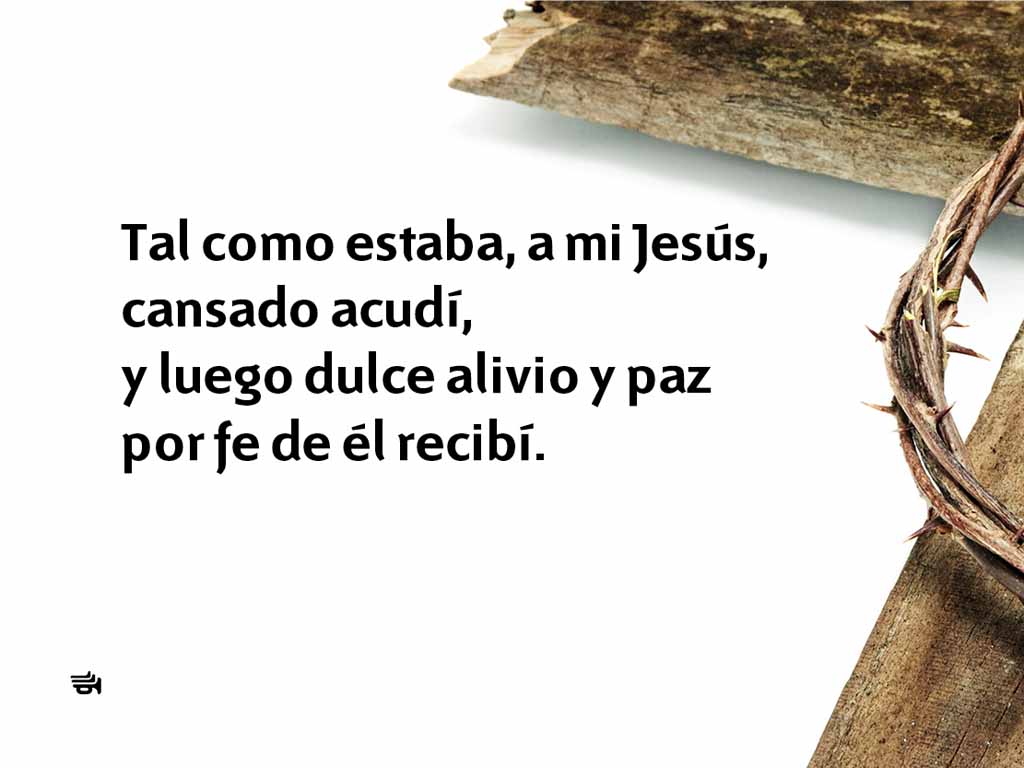 Tal como estaba, a mi Jesús,
cansado acudí,
y luego dulce alivio y paz
por fe de él recibí.